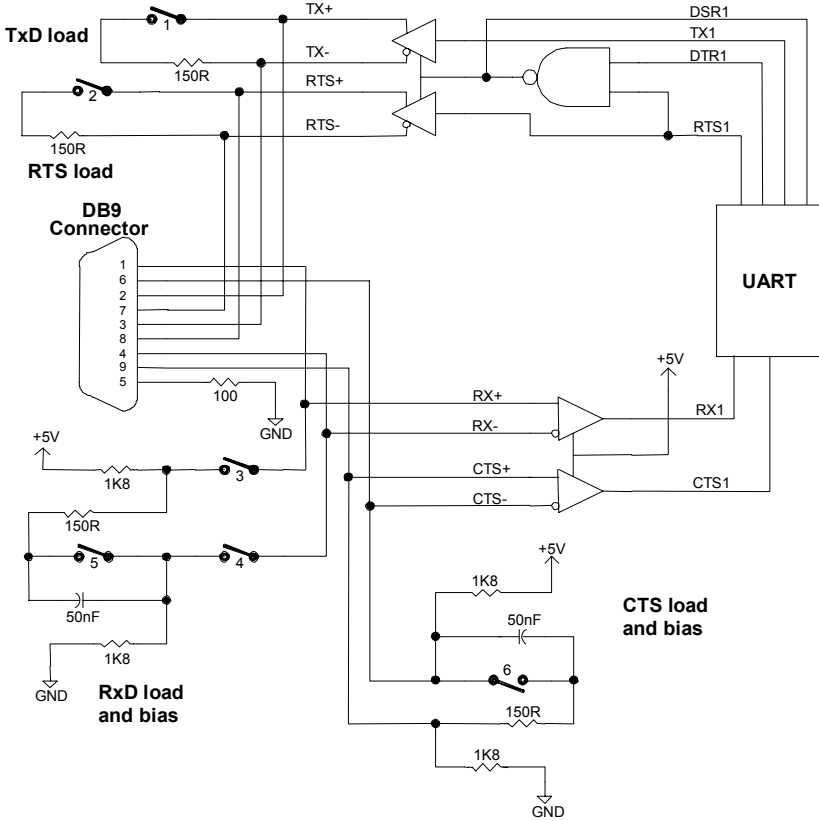 TX+
DSR1
TxD load
1
TX1
TX-
DTR1
150R
RTS+
2
RTS-
RTS1
150R
RTS load
DB9
Connector
UART
1
6
2
7
3
8
4
9
5
100
GND
+5V
RX+
RX1
RX-
+5V
1K8
3
CTS+
CTS1
CTS-
150R
5
4
50nF
1K8
GND
RxD load
and bias
+5V
1K8
CTS load
and bias
50nF
6
150R
1K8
GND